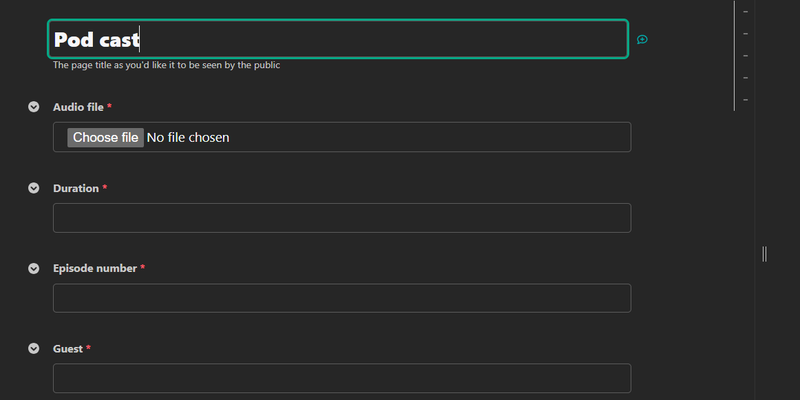 Pod cast
The page title as you'd like it to be seen by the public
Audio file *
Choose file No file chosen
Duration *
Episode number *
Guest *